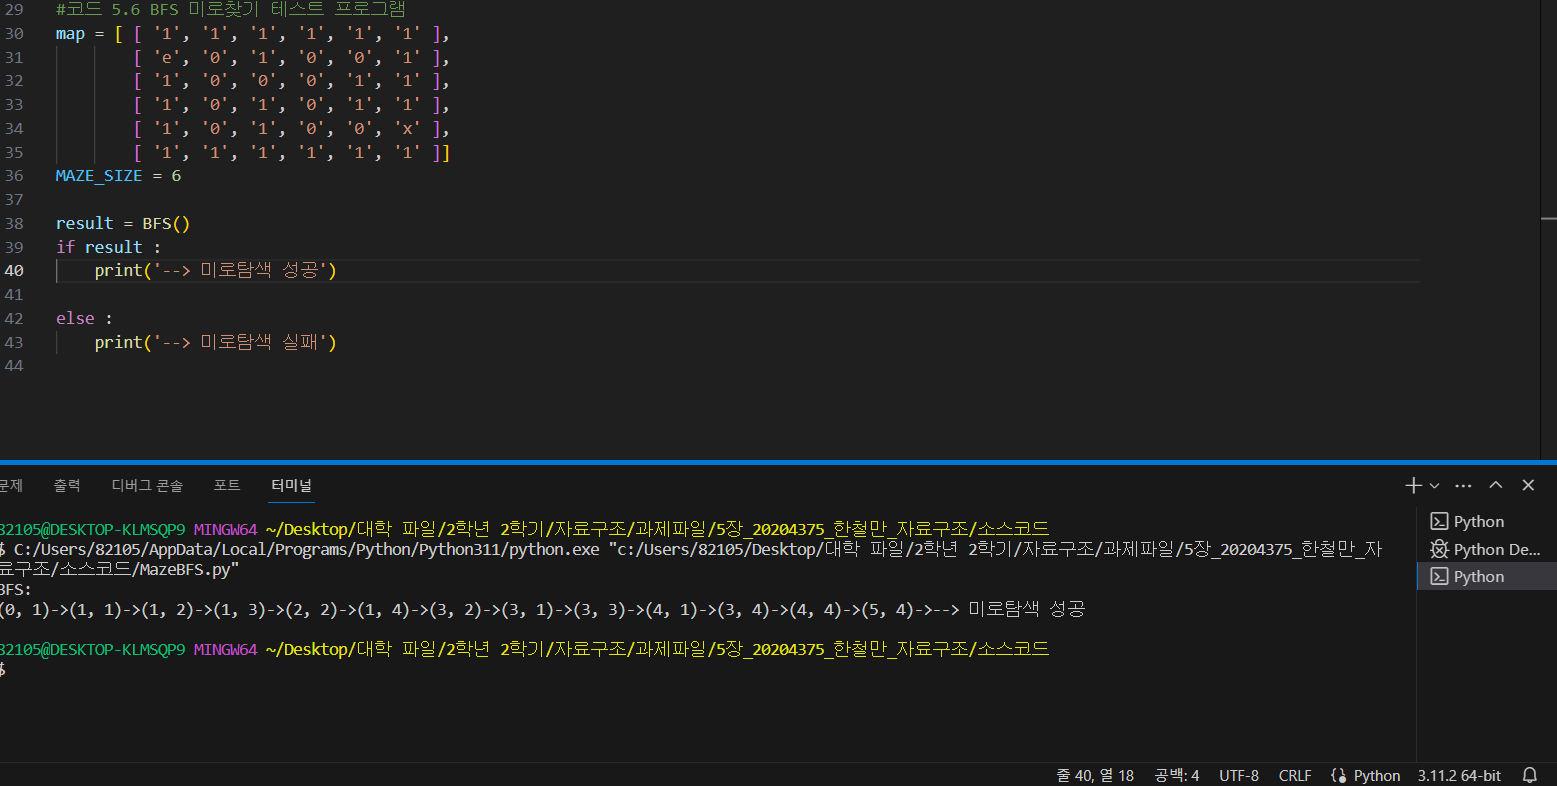 29 #코드 5.6 BFS 미로찾기 테스트 프로그램
30 map = [ [ '1', '1', '1', '1', '1', '1' ],
31 [ 'e', '0', '1', '0', '0', '1' ],
32 [ '1', '0', '0', '0', '1', '1' ],
33 [ '1', '0', '1', '0', '1', '1' ],
34 [ '1', '0', '1', '0', '0', 'x' ],
35 [ '1', '1', '1', '1', '1', '1' ]]
36 MAZE_SIZE = 6
37
38 result = BFS()
39 if result :
40 print('--> 미로탐색 성공')
41
42 else :
43 print('--> 미로탐색 실패')
44
문제 출력 디버그 콘솔 포트 터미널
82105@DESKTOP-KLMSQP9 MINGW64 ~/Desktop/대학 파일/2학년 2학기/자료구조/과제파일/5장_20204375_한철만_자료구조/소스코드
$ C:/Users/82105/AppData/Local/Programs/Python/Python311/python.exe "c:/Users/82105/Desktop/대학 파일/2학년 2학기/자료구조/과제파일/5장_20204375_한철만_자
료구조/소스코드/MazeBFS.py"
BFS:
(0, 1)->(1, 1)->(1, 2)->(1, 3)->(2, 2)->(1, 4)->(3, 2)->(3, 1)->(3, 3)->(4, 1)->(3, 4)->(4, 4)->(5, 4)->--> 미로탐색 성공
82105@DESKTOP-KLMSQP9 MINGW64 ~/Desktop/대학 파일/2학년 2학기/자료구조/과제파일/5장_20204375_한철만_자료구조/소스코드
$
Python
Python De...
Python
줄 40, 열 18 공백: 4 UTF-8 CRLF Python 3.11.2 64-bit